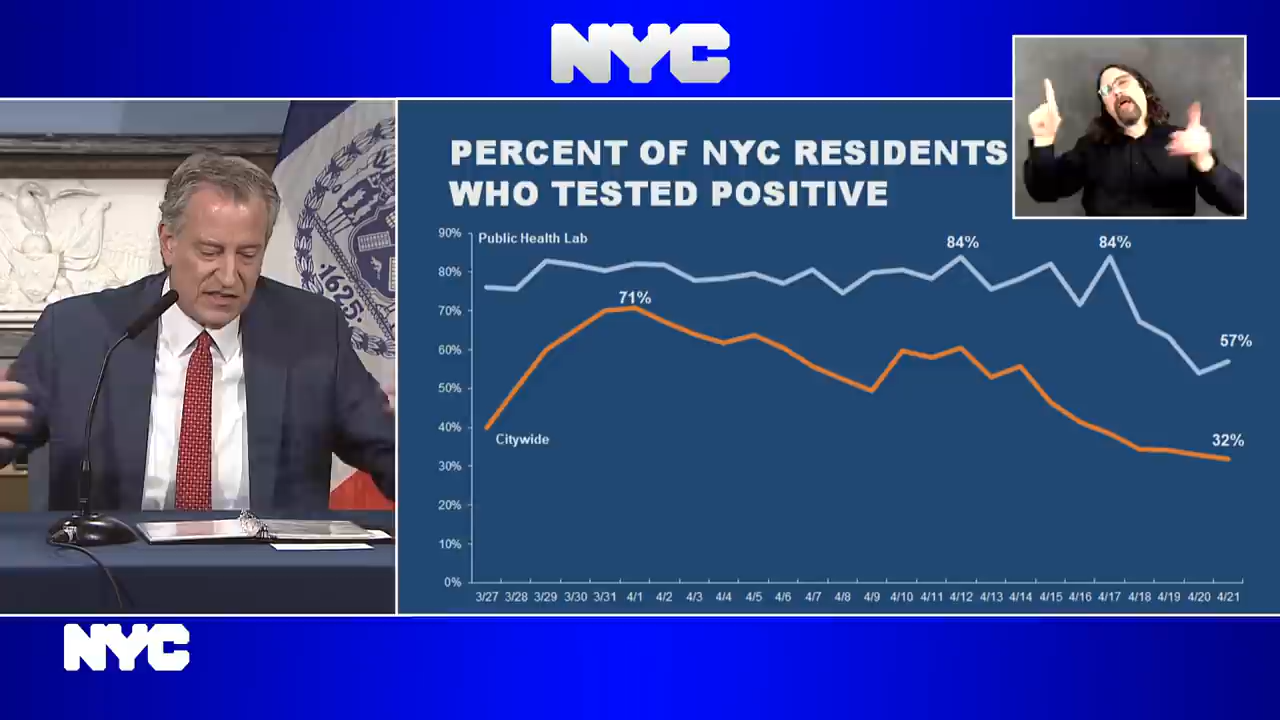 NYC
PERCENT OF NYC RESIDENTS
WHO TESTED POSITIVE
90%
80%
70%
60%
50%
40%
30%
20%
10%
0%
Public Health Lab
Citywide
71%
84%
84%
57%
32%
3/27 3/28 3/29 3/30 3/31 4/1 4/2 4/3 4/4 4/5 4/6 4/7 4/8 4/9 4/10 4/11 4/12 4/13 4/14 4/15 4/16 4/17 4/18 4/19 4/20 4/21
·1625·
NYC